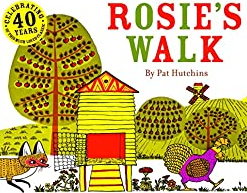 CELEBRATING
40
YEARS
ROSIE'S
WALK
By Pat Hutchins